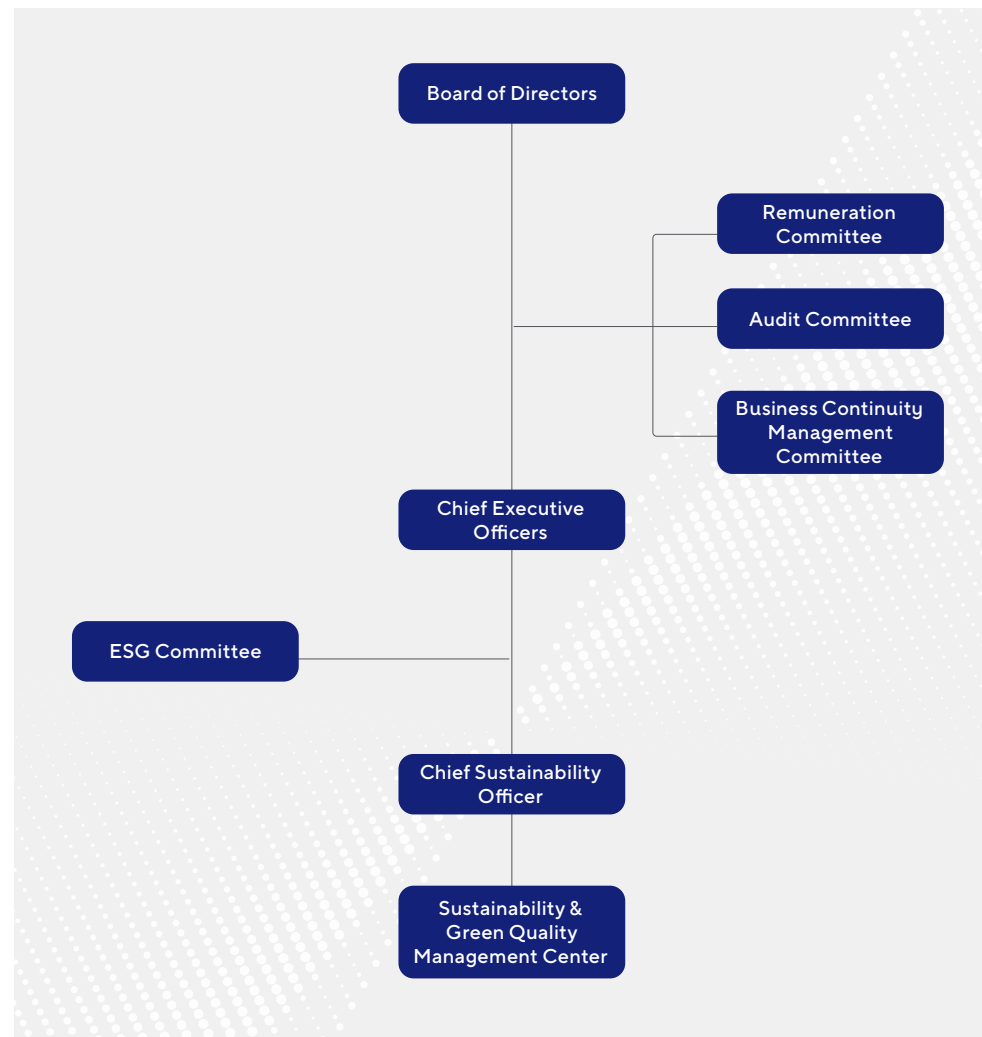 Board of Directors
Remuneration
Committee
Audit Committee
Business Continuity
Management
Committee
Chief Executive
Officers
ESG Committee
Chief Sustainability
Officer
Sustainability &
Green Quality
Management Center